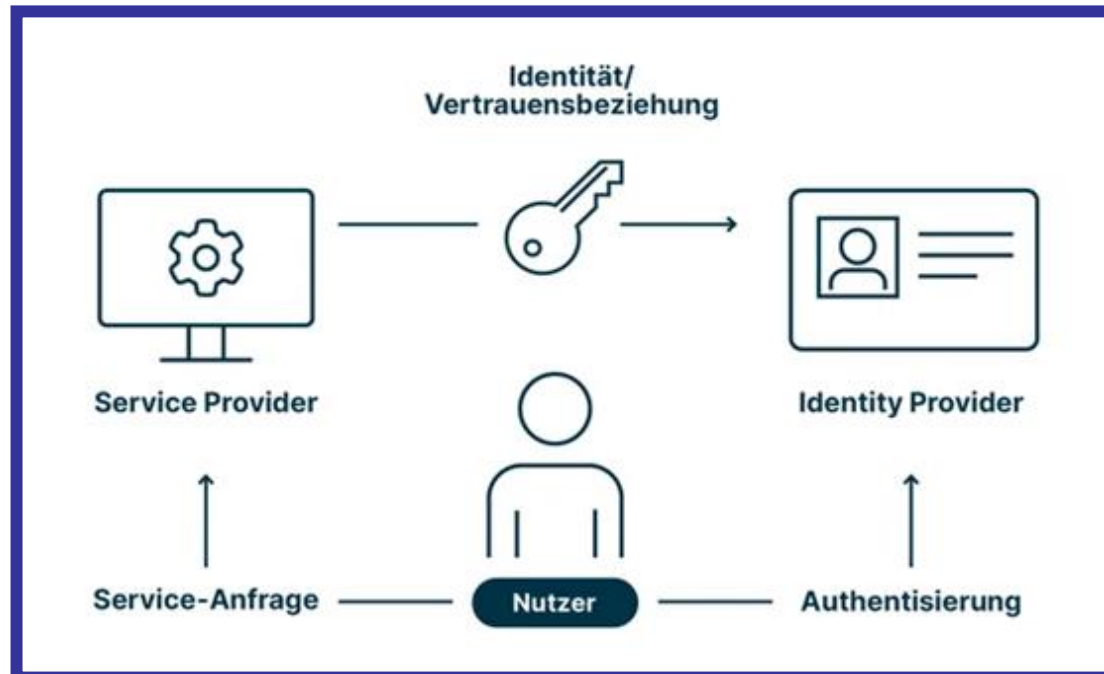 Identität/
Vertrauensbeziehung
Service Provider
Identity Provider
Service-Anfrage
Nutzer
Authentisierung